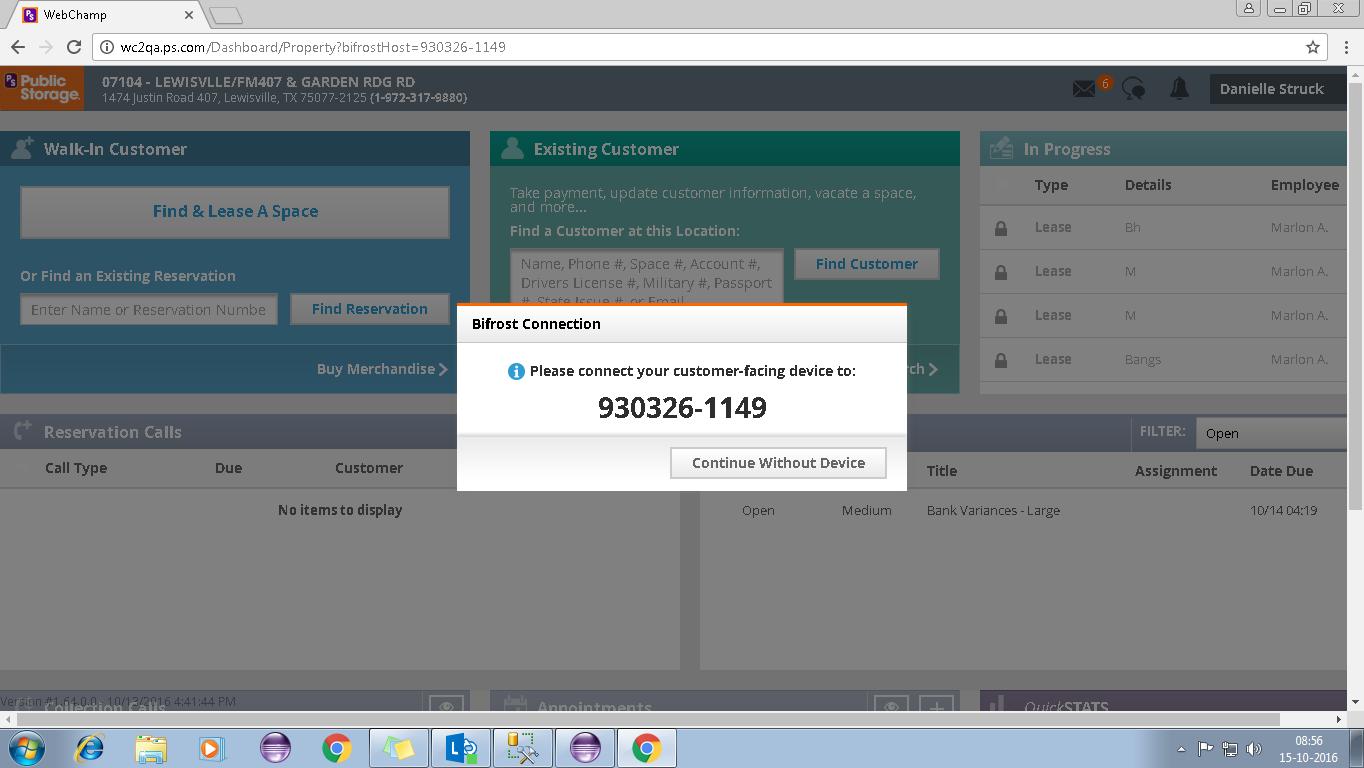 WebChamp
wc2qa.ps.com/Dashboard/Property?bifrostHost=930326-1149
PS Public Storage.
07104 - LEWISVLLE/FM407 & GARDEN RDG RD
1474 Justin Road 407, Lewisville, TX 75077-2125 (1-972-317-9880)
6
Danielle Struck
Walk-In Customer
Find & Lease A Space
Or Find an Existing Reservation
Enter Name or Reservation Numbe
Find Reservation
Buy Merchandise
Existing Customer
Take payment, update customer information, vacate a space,
and more...
Find a Customer at this Location:
Name, Phone #, Space #, Account #,
Drivers License #, Military #, Passport
#, State Issue #, or Email
Find Customer
rch
In Progress
Type Details Employee
Lease Bh Marlon A.
Lease M Marlon A.
Lease M Marlon A.
Lease Bangs Marlon A.
Bifrost Connection
Please connect your customer-facing device to:
930326-1149
Continue Without Device
Reservation Calls
Call Type Due Customer
No items to display
FILTER: Open
Title Assignment Date Due
Open Medium Bank Variances - Large 10/14 04:19
Version #1.64.0.0 - 10/13/2016 4:41:44 PM
Collection Calls
Appointments
QuickSTATS
08:56
15-10-2016